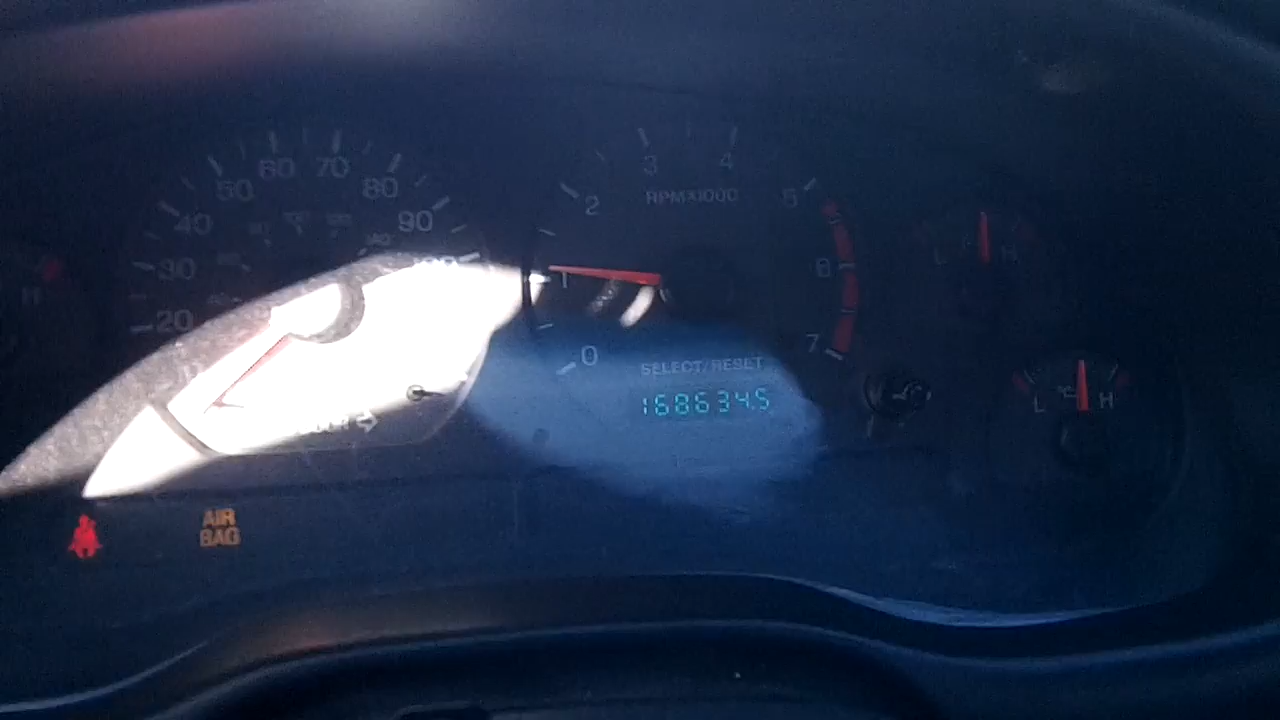 60 70
50 80
40 90
30
20
3 4
2 5
RPMX1000
1 6
0 7
SELECT/RESET
168634.5
L H
L H
H
AIR
BAG